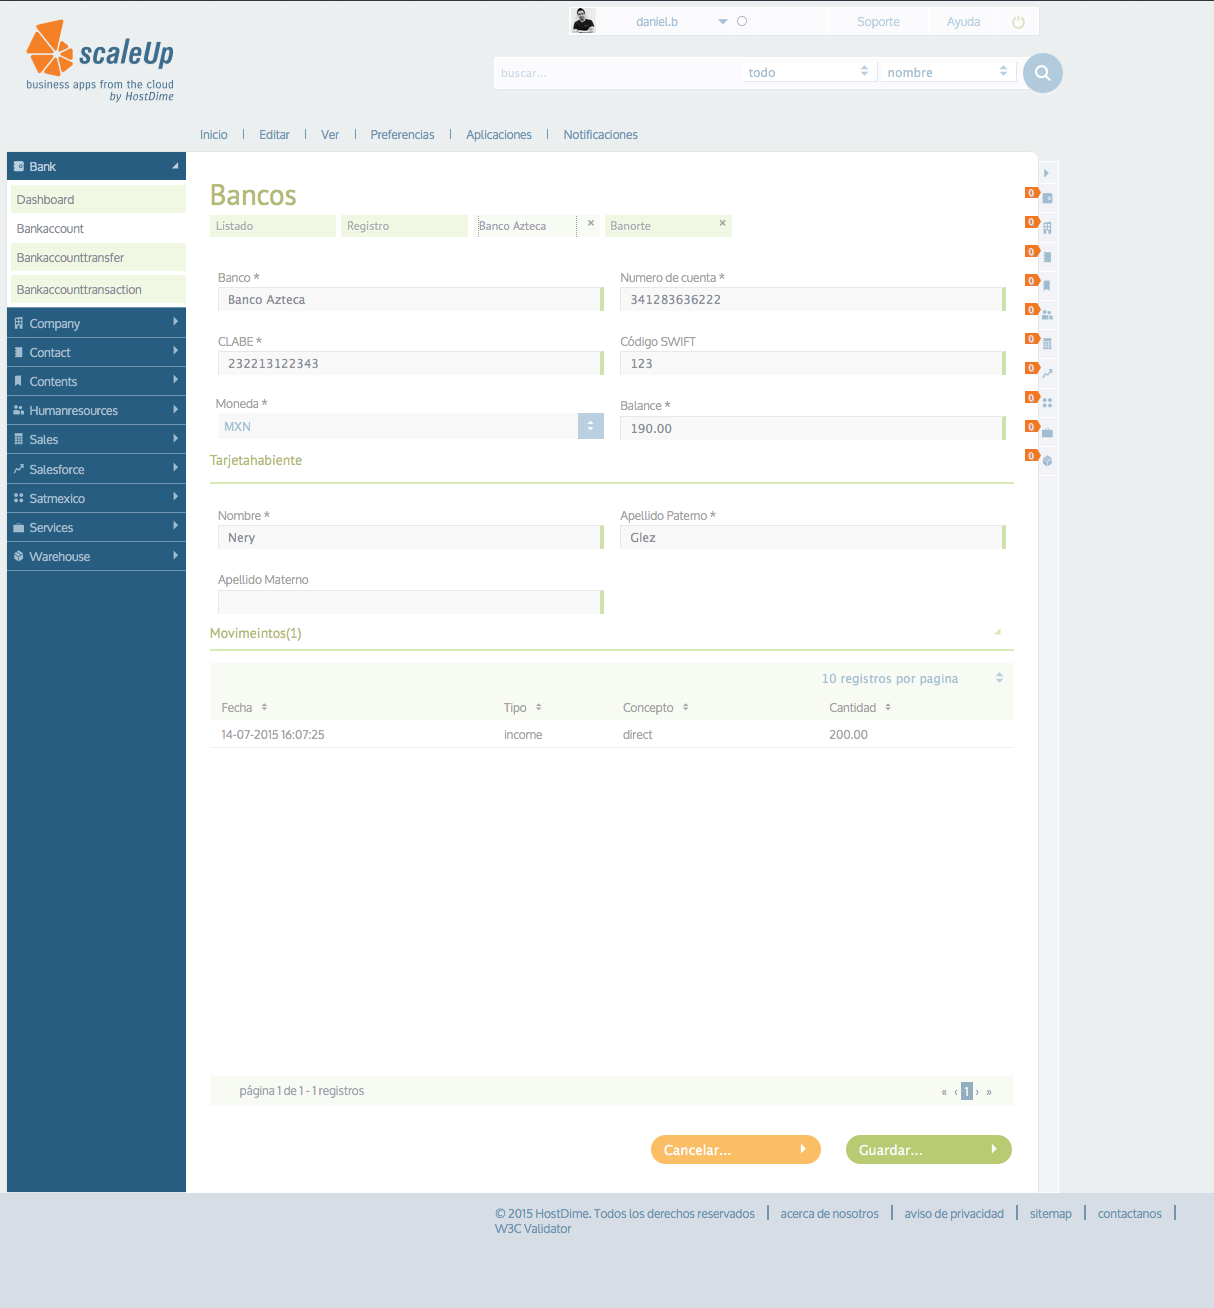 daniel.b Soporte Ayuda
scaleUp
business apps from the cloud
by HostDime
buscar... todo nombre
Inicio | Editar | Ver | Preferencias | Aplicaciones | Notificaciones
Bank
Dashboard
Bankaccount
Bankaccounttransfer
Bankaccounttransaction
Company
Contact
Contents
Humanresources
Sales
Salesforce
Satmexico
Services
Warehouse
Bancos
Listado Registro Banco Azteca × Banorte ×
Banco * Numero de cuenta *
Banco Azteca 341283636222
CLABE * Código SWIFT
232213122343 123
Moneda * Balance *
MXN 190.00
Tarjetahabiente
Nombre * Apellido Paterno *
Nery Glez
Apellido Materno
Movimeintos(1)
10 registros por pagina
Fecha Tipo Concepto Cantidad
14-07-2015 16:07:25 income direct 200.00
página 1 de 1 - 1 registros « ‹ 1 › »
Cancelar... Guardar...
0
0
0
0
0
0
0
0
0
0
© 2015 HostDime. Todos los derechos reservados | acerca de nosotros | aviso de privacidad | sitemap | contactanos |
W3C Validator